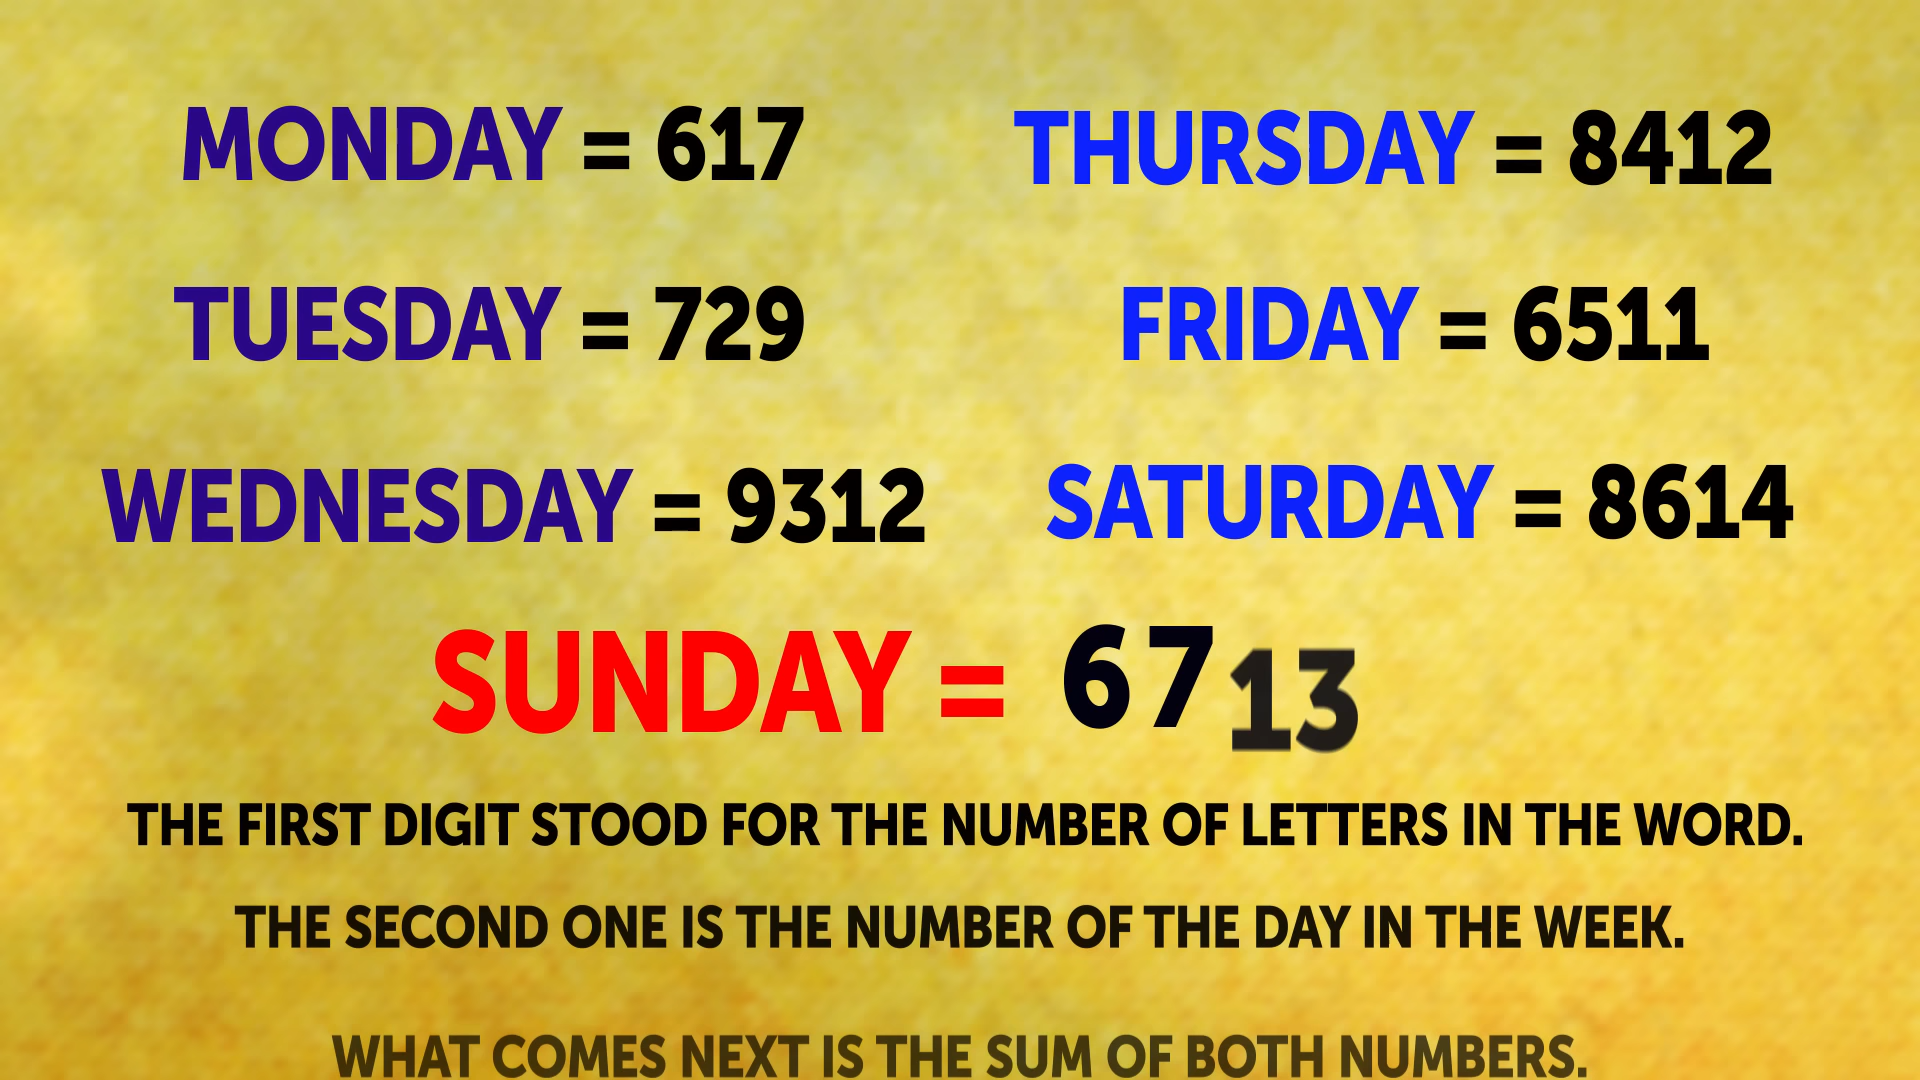 MONDAY = 617
TUESDAY = 729
WEDNESDAY = 9312
THURSDAY = 8412
FRIDAY = 6511
SATURDAY = 8614
SUNDAY = 6713
THE FIRST DIGIT STOOD FOR THE NUMBER OF LETTERS IN THE WORD.
THE SECOND ONE IS THE NUMBER OF THE DAY IN THE WEEK.
WHAT COMES NEXT IS THE SUM OF BOTH NUMBERS.